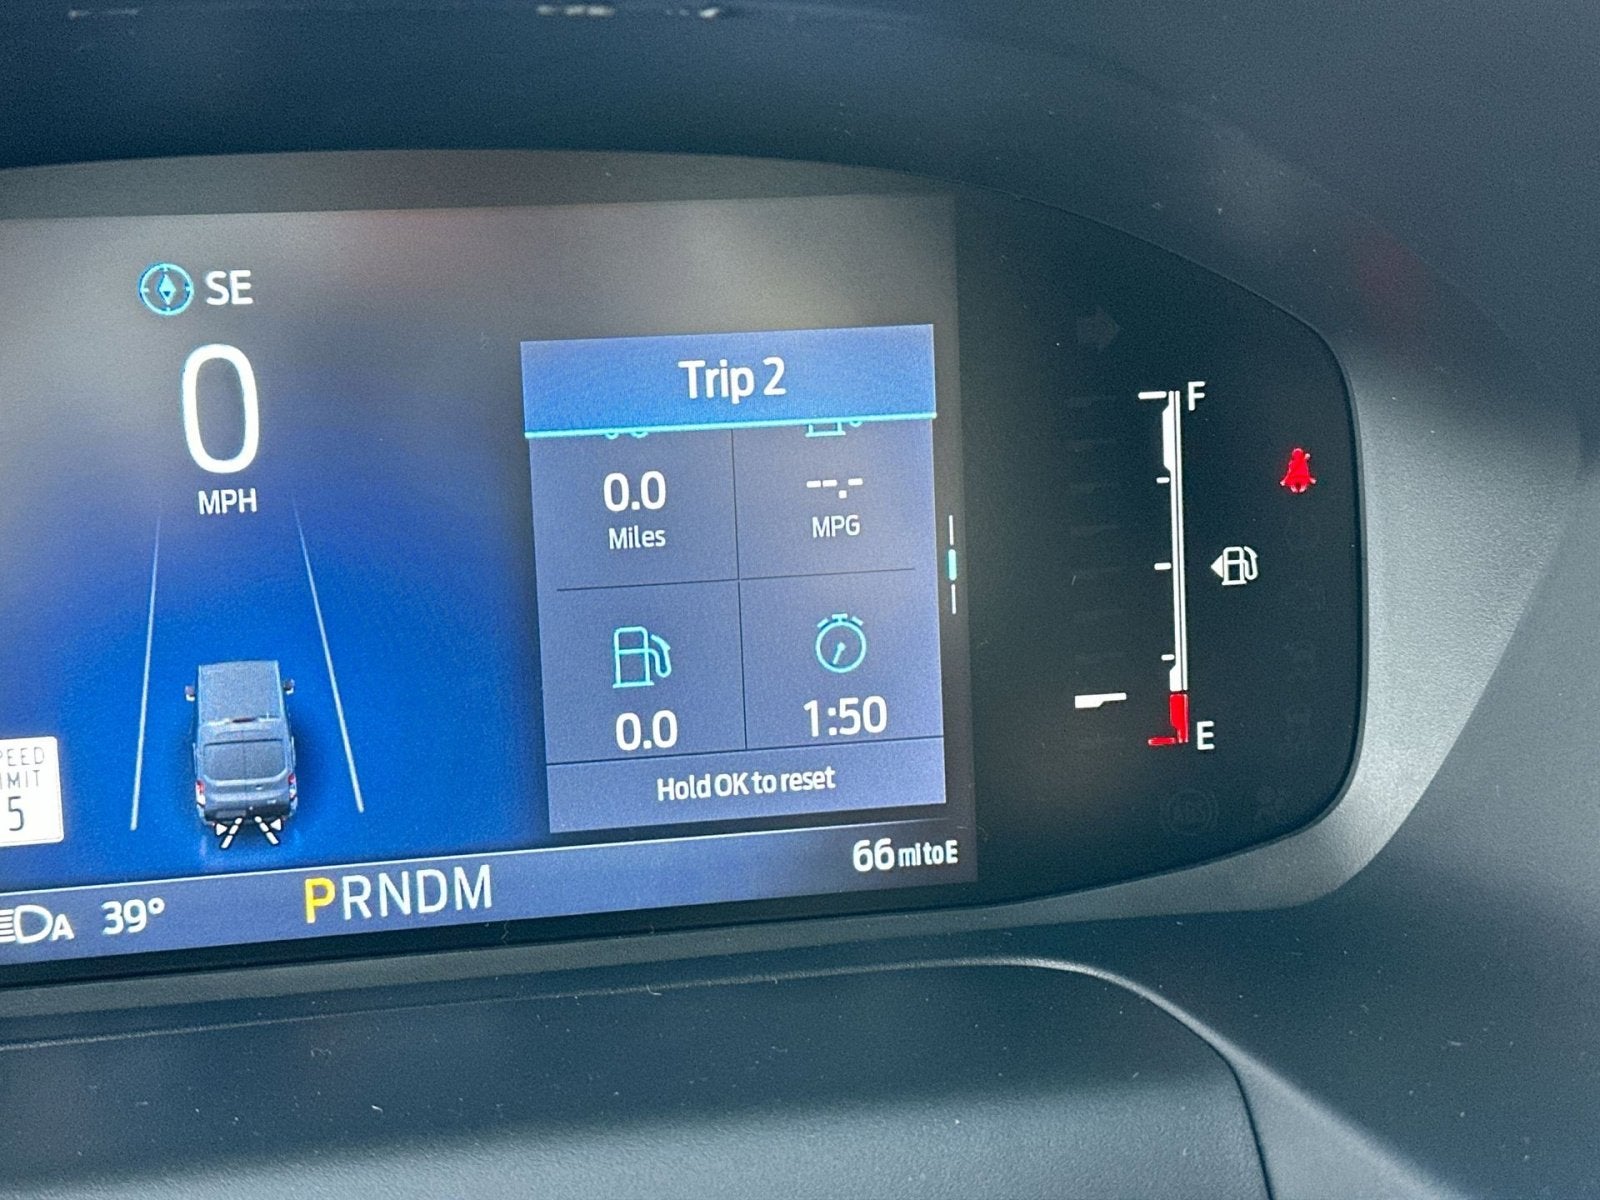 SE
0
MPH
Trip 2
0.0
Miles
--.-
MPG
0.0
1:50
Hold OK to reset
F
E
5
66 mi to E
A 39°
PRNDM